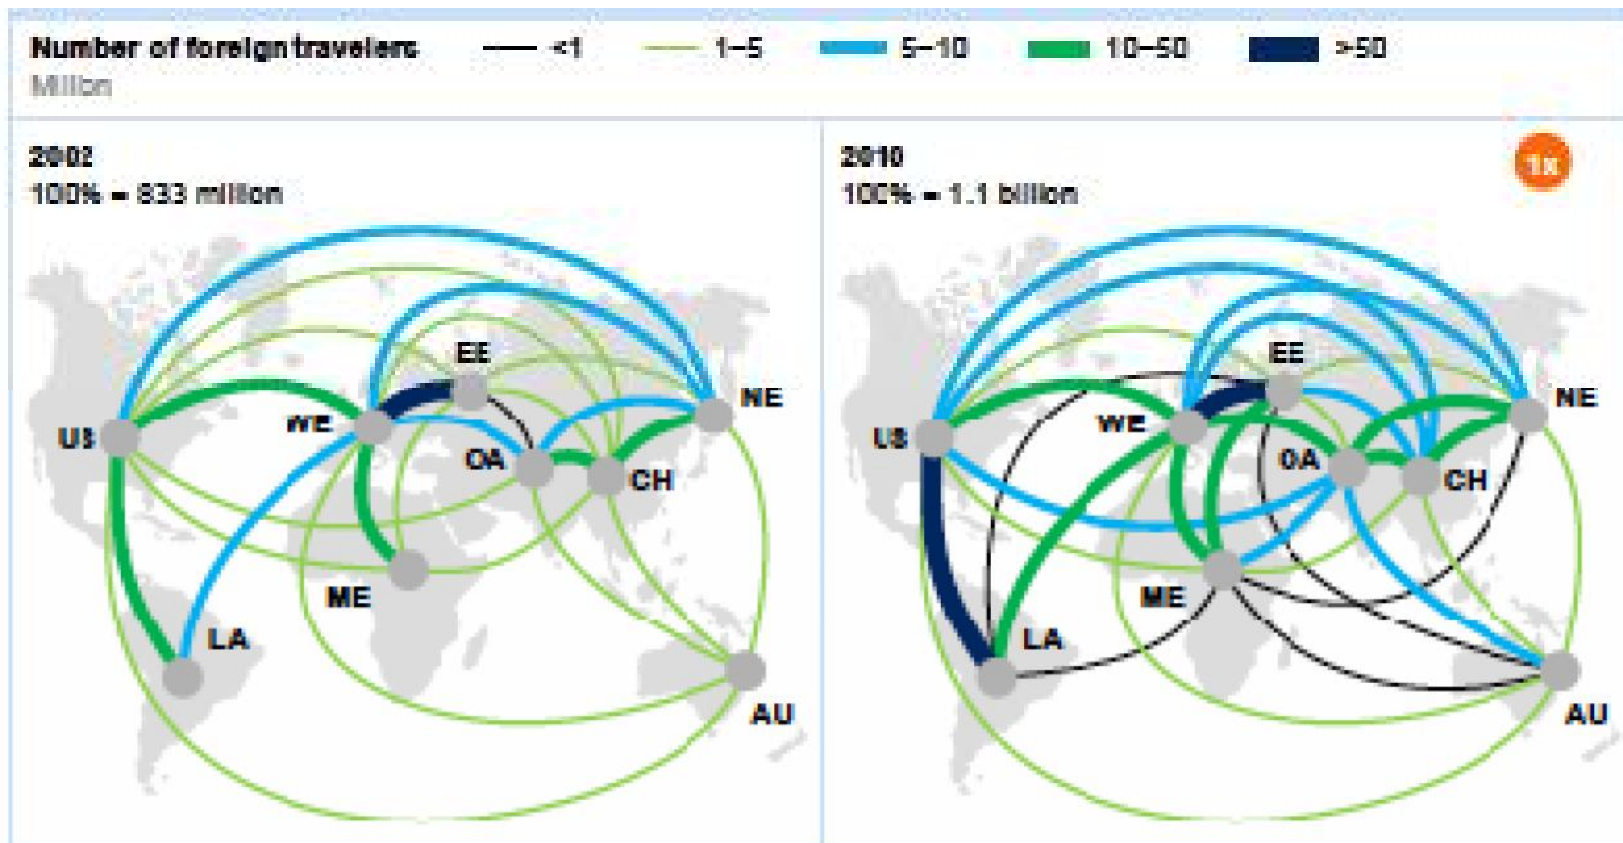 Number of foreign travelers
<1
1–5
5–10
10–50
>50
Million
2002
100% = 833 million
EE
WE
NE
US
OA
CH
ME
LA
AU
2010
100% = 1.1 billion
1x
EE
WE
NE
US
OA
CH
ME
LA
AU